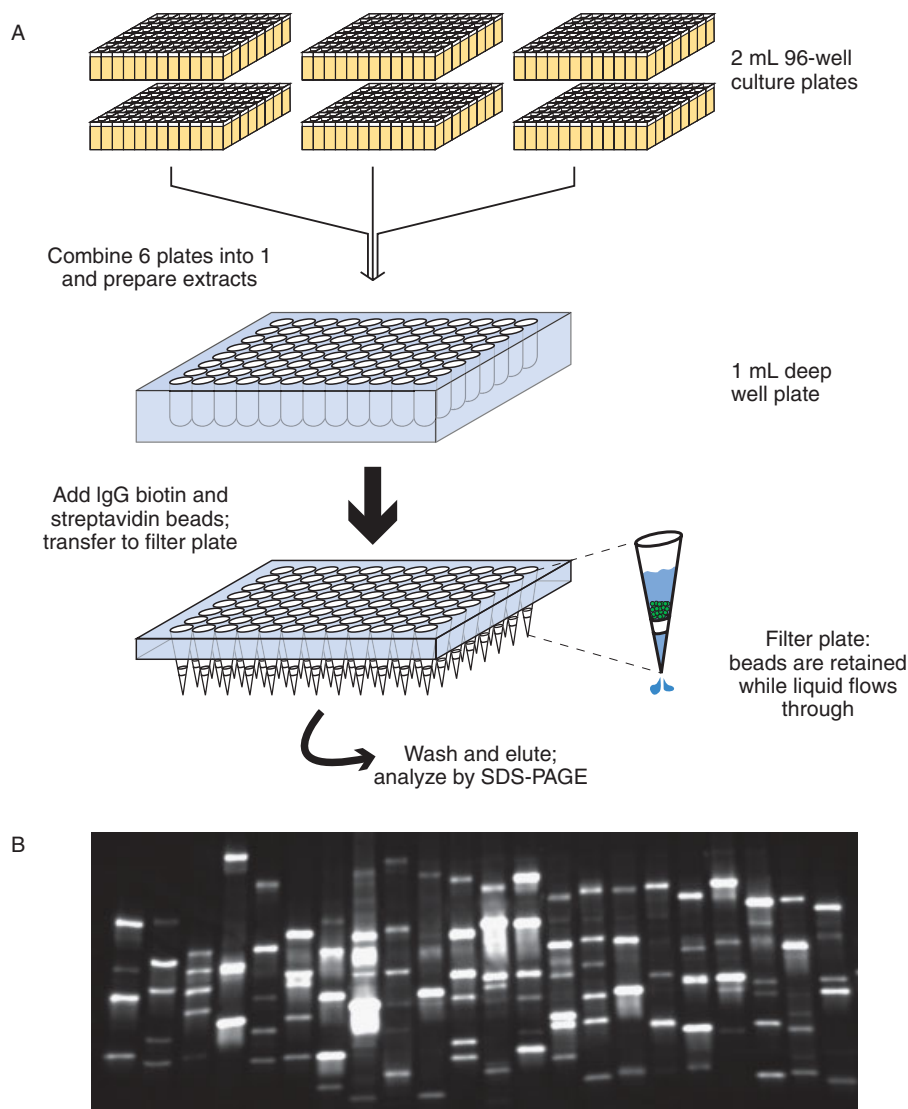 A
2 mL 96-well
culture plates
Combine 6 plates into 1
and prepare extracts
1 mL deep
well plate
Add IgG biotin and
streptavidin beads;
transfer to filter plate
Filter plate:
beads are retained
while liquid flows
through
Wash and elute;
analyze by SDS-PAGE
B